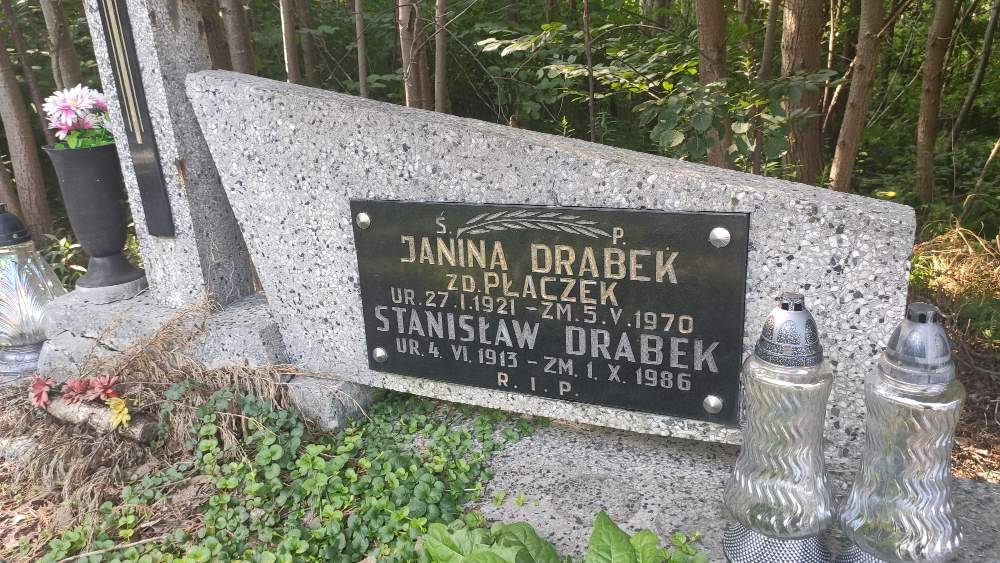 Ś. P.
JANINA DRABEK
ZD. PŁACZEK
UR. 27. I. 1921 - ZM. 5. V. 1970
STANISŁAW DRABEK
UR. 4. VI. 1913 - ZM. 1. X. 1986
R. I. P.